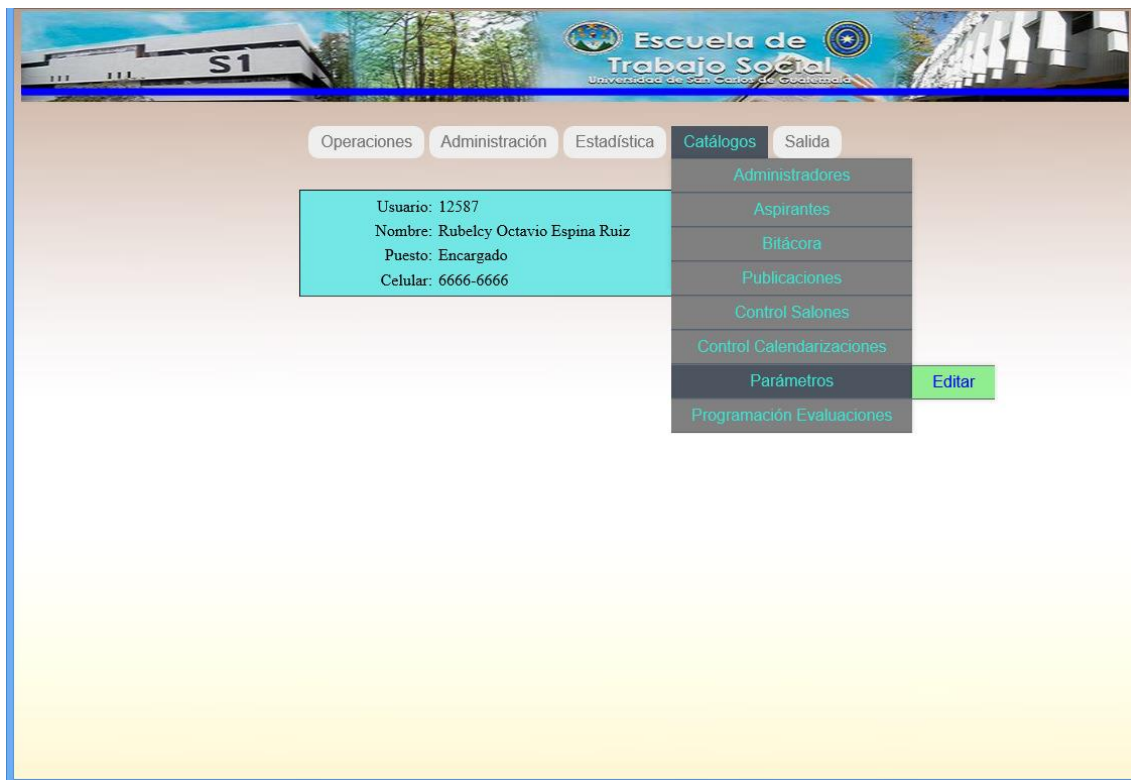 S1
Escuela de
Trabajo Social
Universidad de San Carlos de Guatemala
Operaciones Administración Estadística Catálogos Salida
Administradores
Usuario: 12587
Aspirantes
Nombre: Rubelcy Octavio Espina Ruiz
Bitácora
Puesto: Encargado
Celular: 6666-6666
Publicaciones
Control Salones
Control Calendarizaciones
Parámetros Editar
Programación Evaluaciones